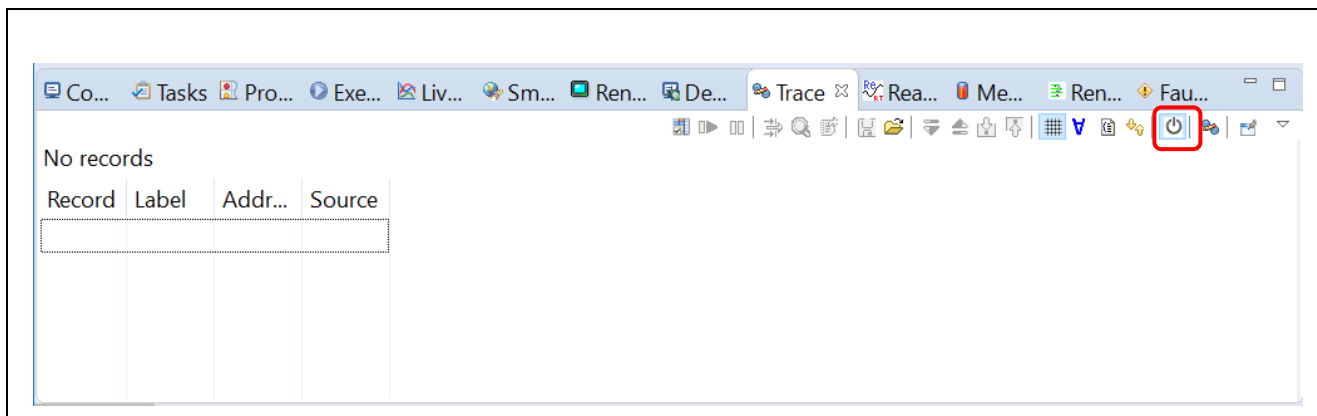 Co... Tasks Pro... Exe... Liv... Sm... Ren... De... Trace Rea... Me... Ren... Fau...
No records
Record Label Addr... Source